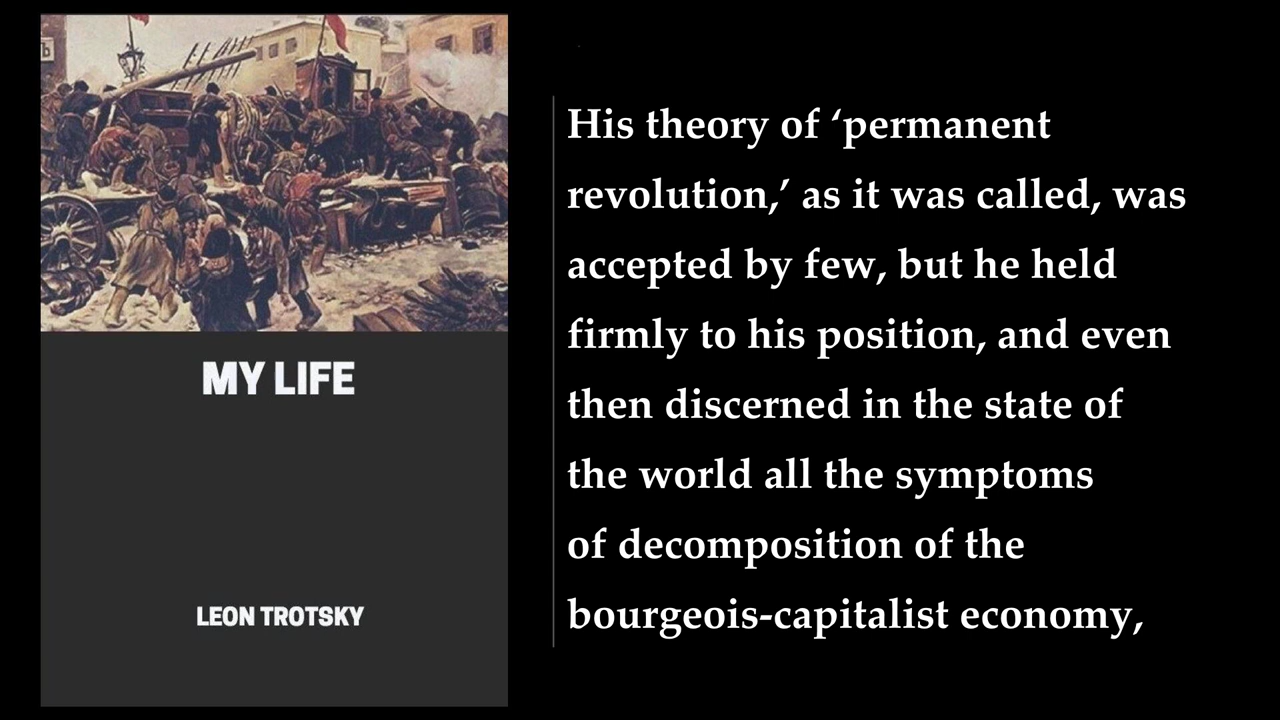 MY LIFE
LEON TROTSKY
His theory of ‘permanent
revolution,’ as it was called, was
accepted by few, but he held
firmly to his position, and even
then discerned in the state of
the world all the symptoms
of decomposition of the
bourgeois-capitalist economy,